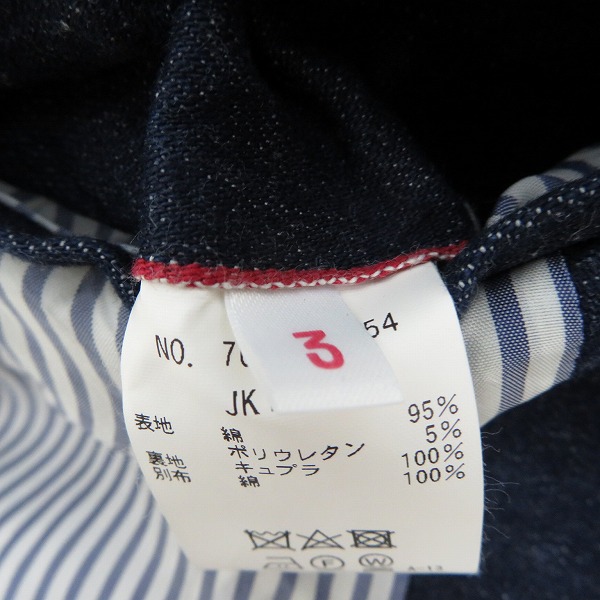 3
NO. 54
JK
表地 綿 95%
ポリウレタン 5%
裏地 キュプラ 100%
別布 綿 100%
F W
A-13